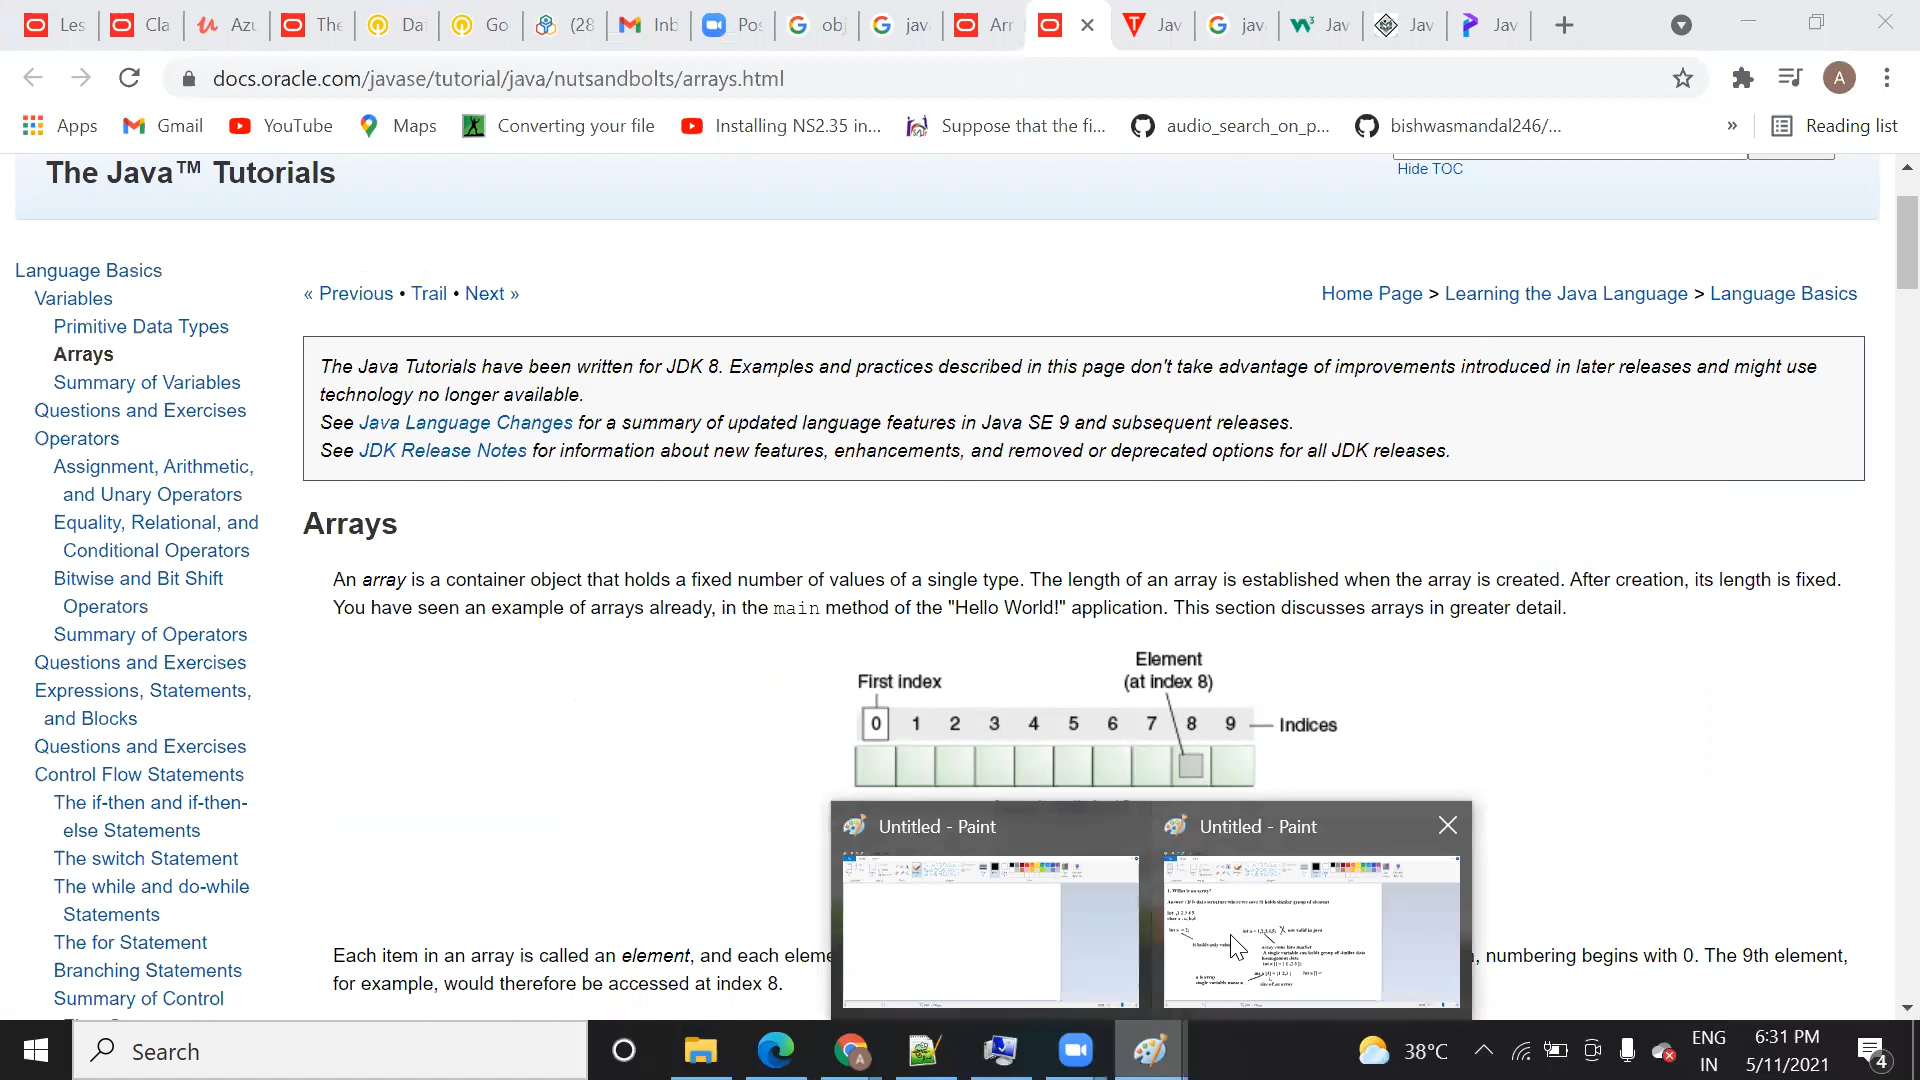 Les
Cla
Azu
The
Dat
Go
(28
Inb
Pos
obj
java
Arr
Jav
java
Jav
Jav
Jav
docs.oracle.com/javase/tutorial/java/nutsandbolts/arrays.html
A
Apps
Gmail
YouTube
Maps
Converting your file
Installing NS2.35 in...
Suppose that the fi...
audio_search_on_p...
bishwasmandal246/...
»
Reading list
The Java™ Tutorials
Hide TOC
Language Basics
Variables
Primitive Data Types
Arrays
Summary of Variables
Questions and Exercises
Operators
Assignment, Arithmetic,
and Unary Operators
Equality, Relational, and
Conditional Operators
Bitwise and Bit Shift
Operators
Summary of Operators
Questions and Exercises
Expressions, Statements,
and Blocks
Questions and Exercises
Control Flow Statements
The if-then and if-then-
else Statements
The switch Statement
The while and do-while
Statements
The for Statement
Branching Statements
Summary of Control
« Previous • Trail • Next »
Home Page > Learning the Java Language > Language Basics
The Java Tutorials have been written for JDK 8. Examples and practices described in this page don't take advantage of improvements introduced in later releases and might use
technology no longer available.
See Java Language Changes for a summary of updated language features in Java SE 9 and subsequent releases.
See JDK Release Notes for information about new features, enhancements, and removed or deprecated options for all JDK releases.
Arrays
An array is a container object that holds a fixed number of values of a single type. The length of an array is established when the array is created. After creation, its length is fixed.
You have seen an example of arrays already, in the main method of the "Hello World!" application. This section discusses arrays in greater detail.
Element
First index
(at index 8)
0 1 2 3 4 5 6 7 8 9
Indices
Untitled - Paint
Untitled - Paint
1. What is an array?
Each item in an array is called an element, and each eleme
, numbering begins with 0. The 9th element,
for example, would therefore be accessed at index 8.
Search
A
38°C
ENG
IN
6:31 PM
5/11/2021
4